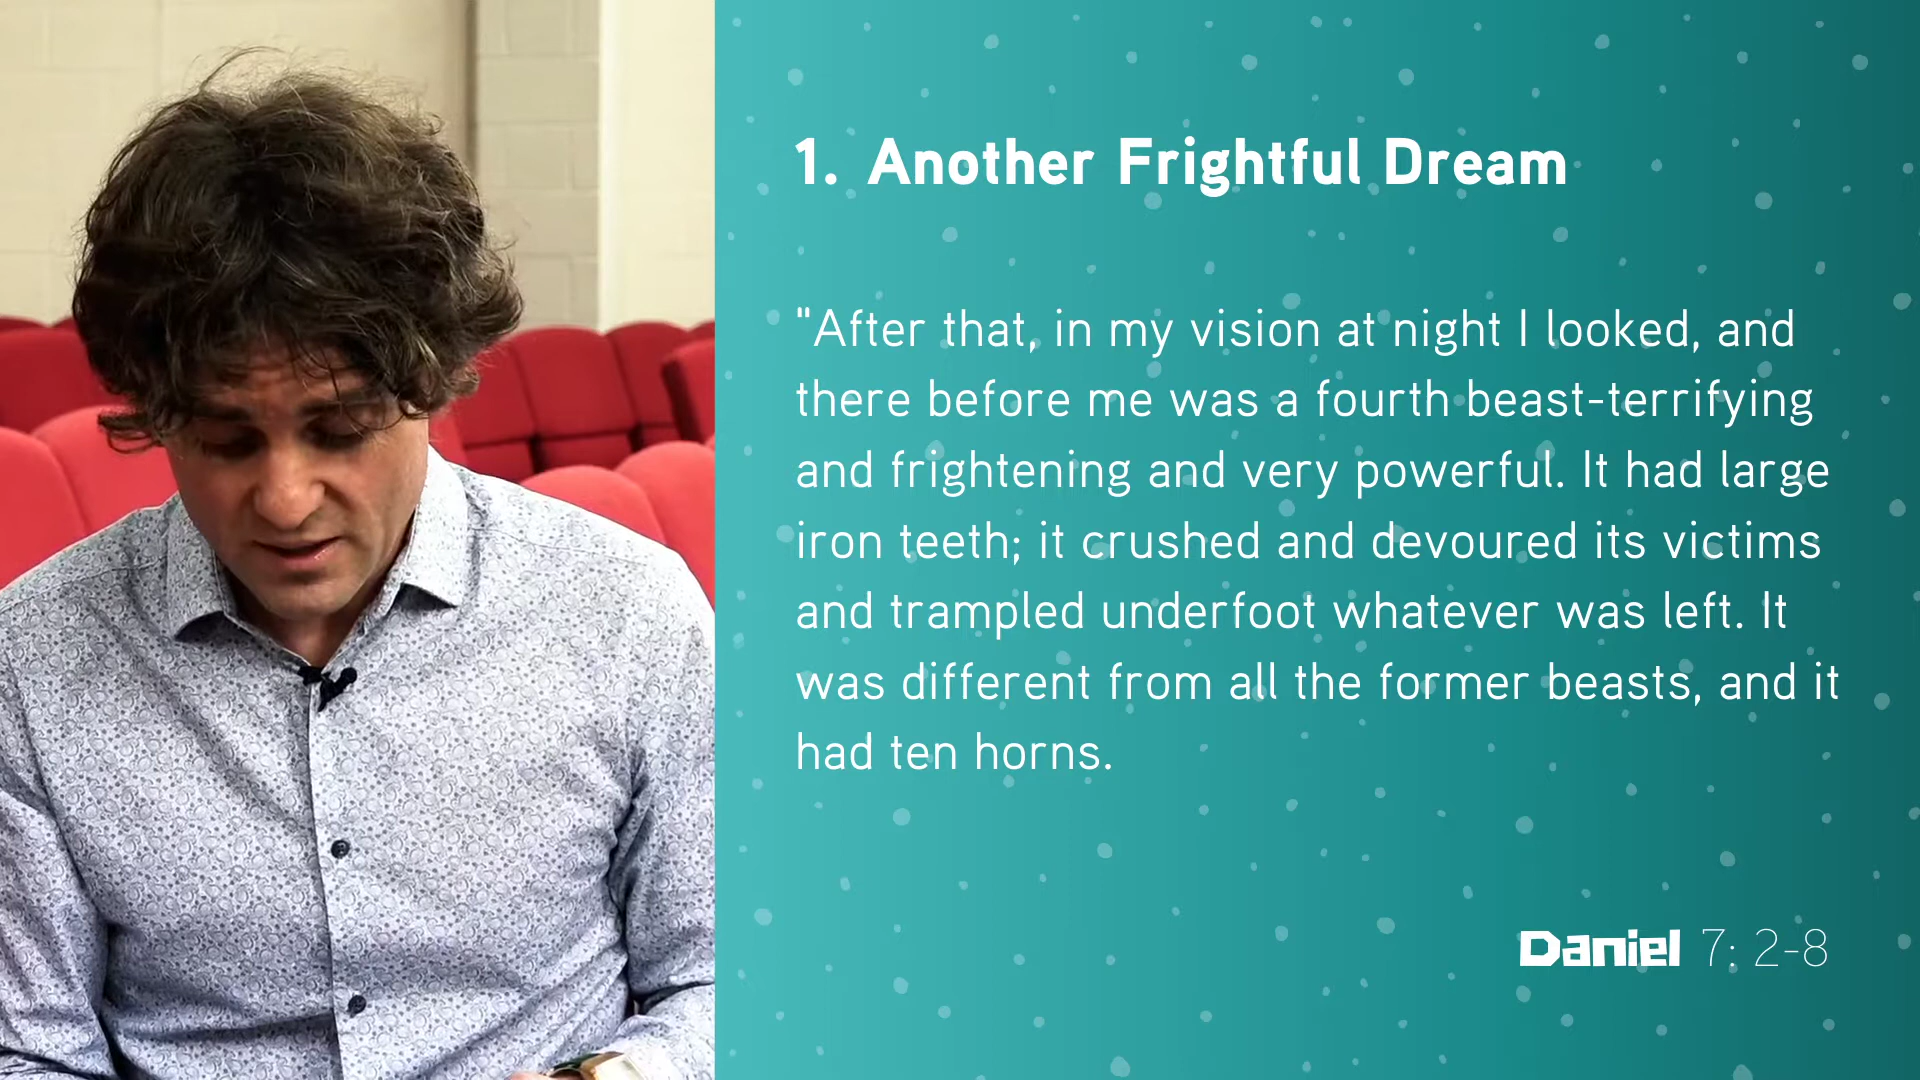 1. Another Frightful Dream
"After that, in my vision at night I looked, and
there before me was a fourth beast-terrifying
and frightening and very powerful. It had large
iron teeth; it crushed and devoured its victims
and trampled underfoot whatever was left. It
was different from all the former beasts, and it
had ten horns.
Daniel 7: 2-8